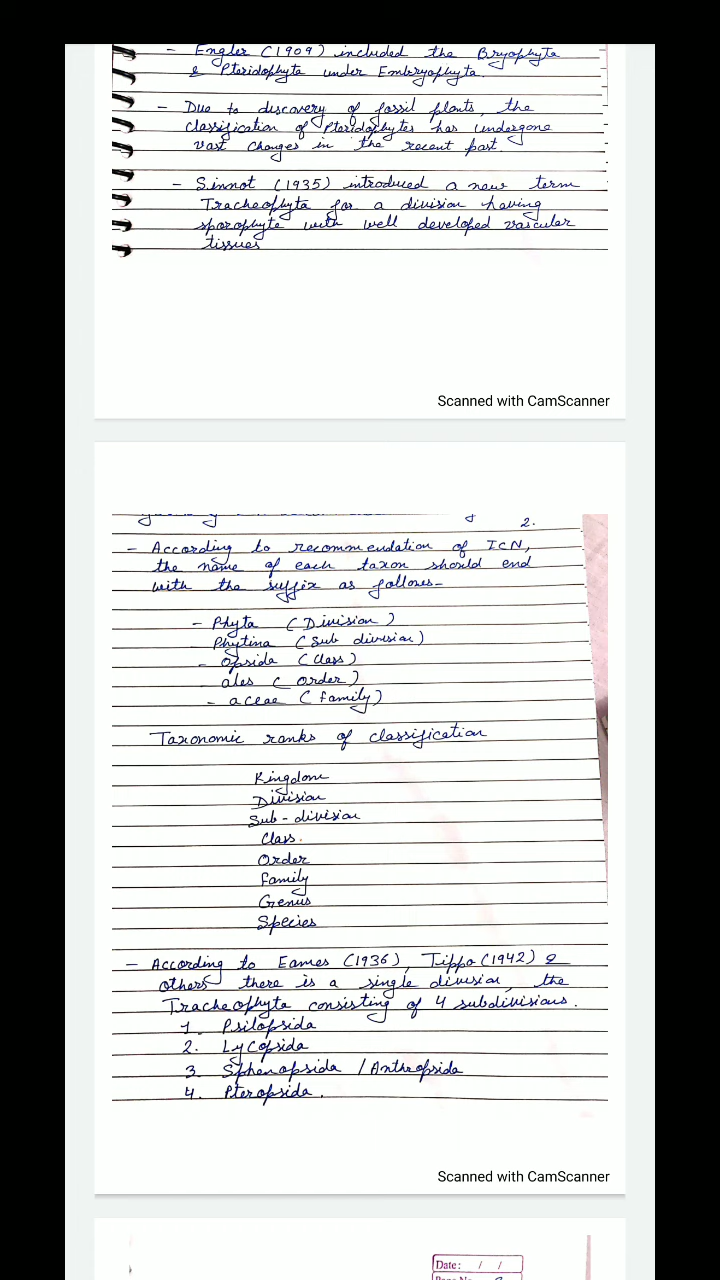 - Engler (1909) included the Bryophyta
& Pteridophyta under Embryophyta.
- Due to discovery of fossil plants, the
classification of Pteridophytes has undergone
vast changes in the recent past.
- Sinnot (1935) introduced a new term
Tracheophyta for a division having
sporophyte with well developed vascular
tissues
Scanned with CamScanner
2.
- According to recommendation of ICN,
the name of each taxon should end
with the suffix as follows-
- Phyta (Division)
- Phytina (Sub division)
- opsida (Class)
- ales (order)
- aceae (family)
Taxonomic ranks of classification
Kingdom
Division
Sub-division
Class.
Order
family
Genus
Species
- According to Eames (1936), Tippo (1942) &
others there is a single division, the
Tracheophyta consisting of 4 subdivisions.
1. Psilopsida
2. Lycopsida
3 Sphenopsida / Anthropsida
4. Pteropsida.
Scanned with CamScanner
Date: / /